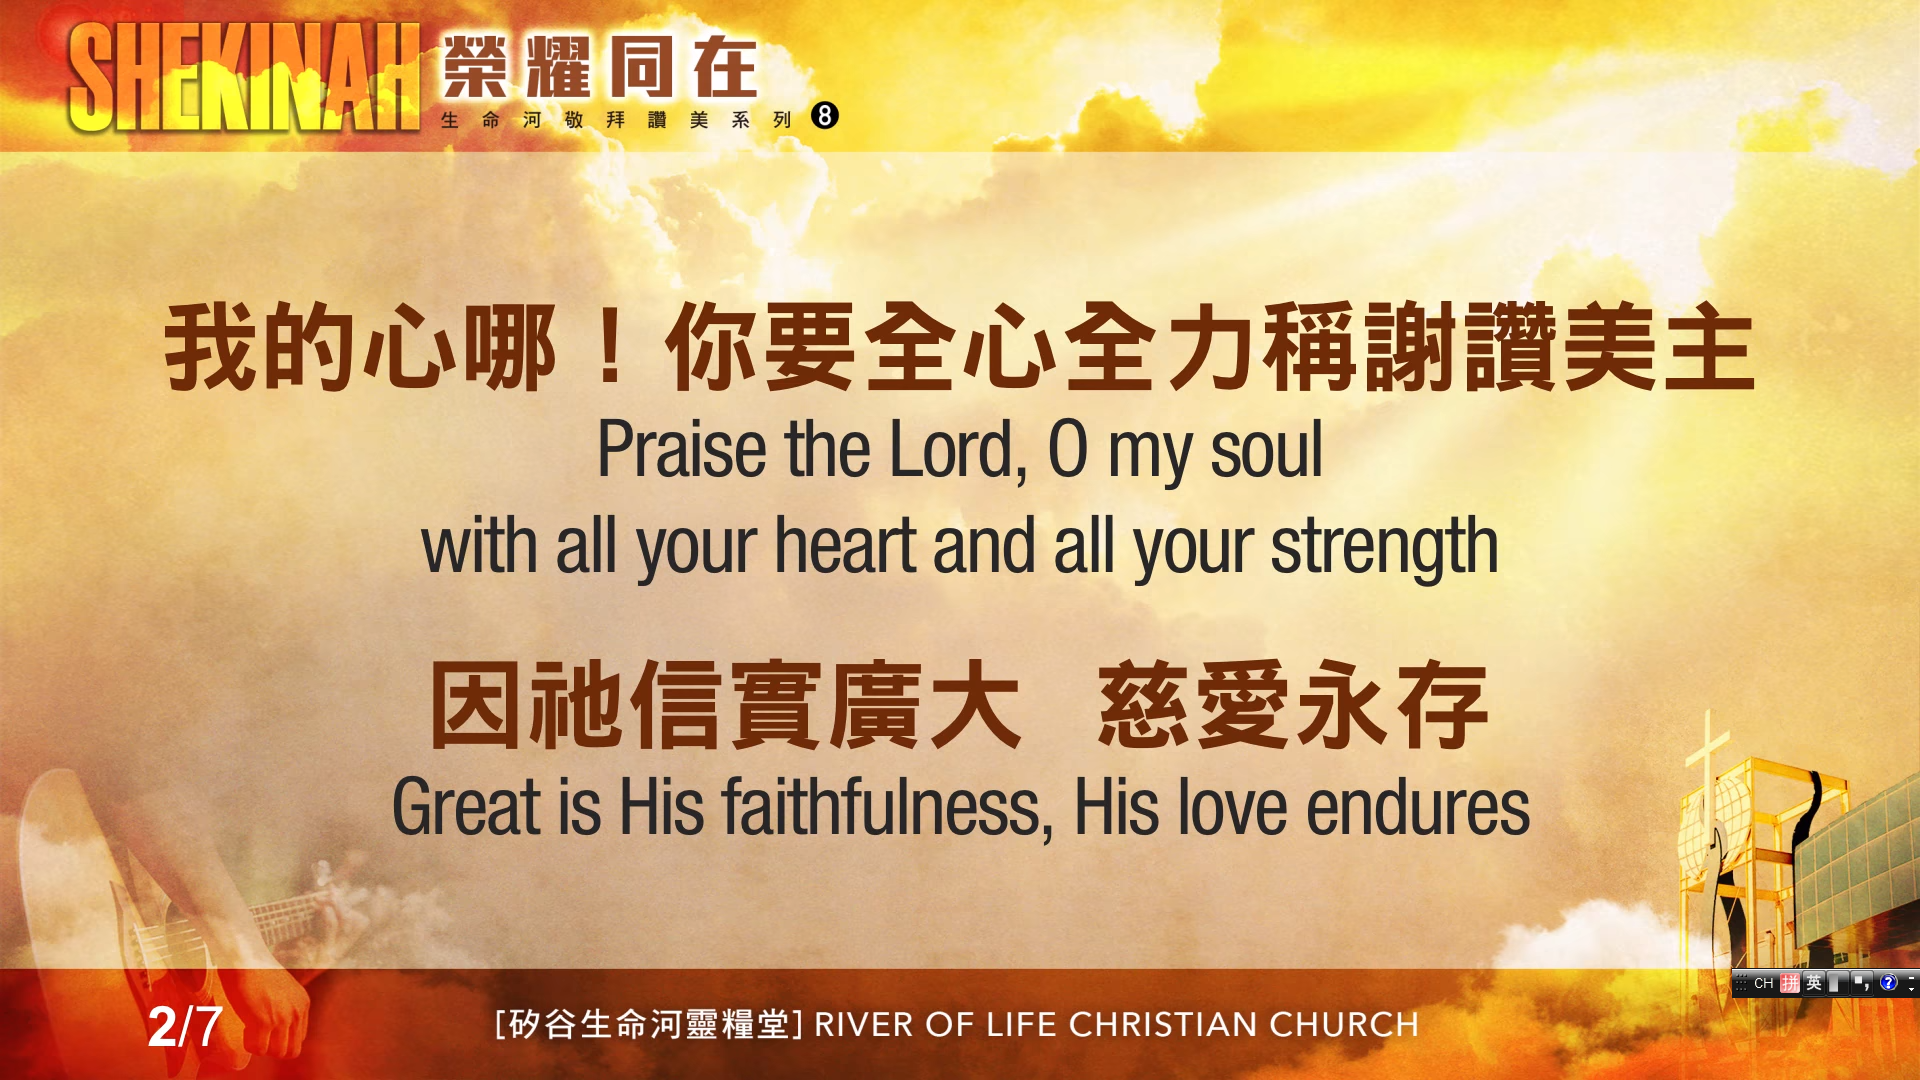 SHEKINAH 榮耀同在
生命河敬拜讚美系列 8
我的心哪！你要全心全力稱謝讚美主
Praise the Lord, O my soul
with all your heart and all your strength
因祂信實廣大 慈愛永存
Great is His faithfulness, His love endures
CH 拼 英
2/7
[矽谷生命河靈糧堂] RIVER OF LIFE CHRISTIAN CHURCH